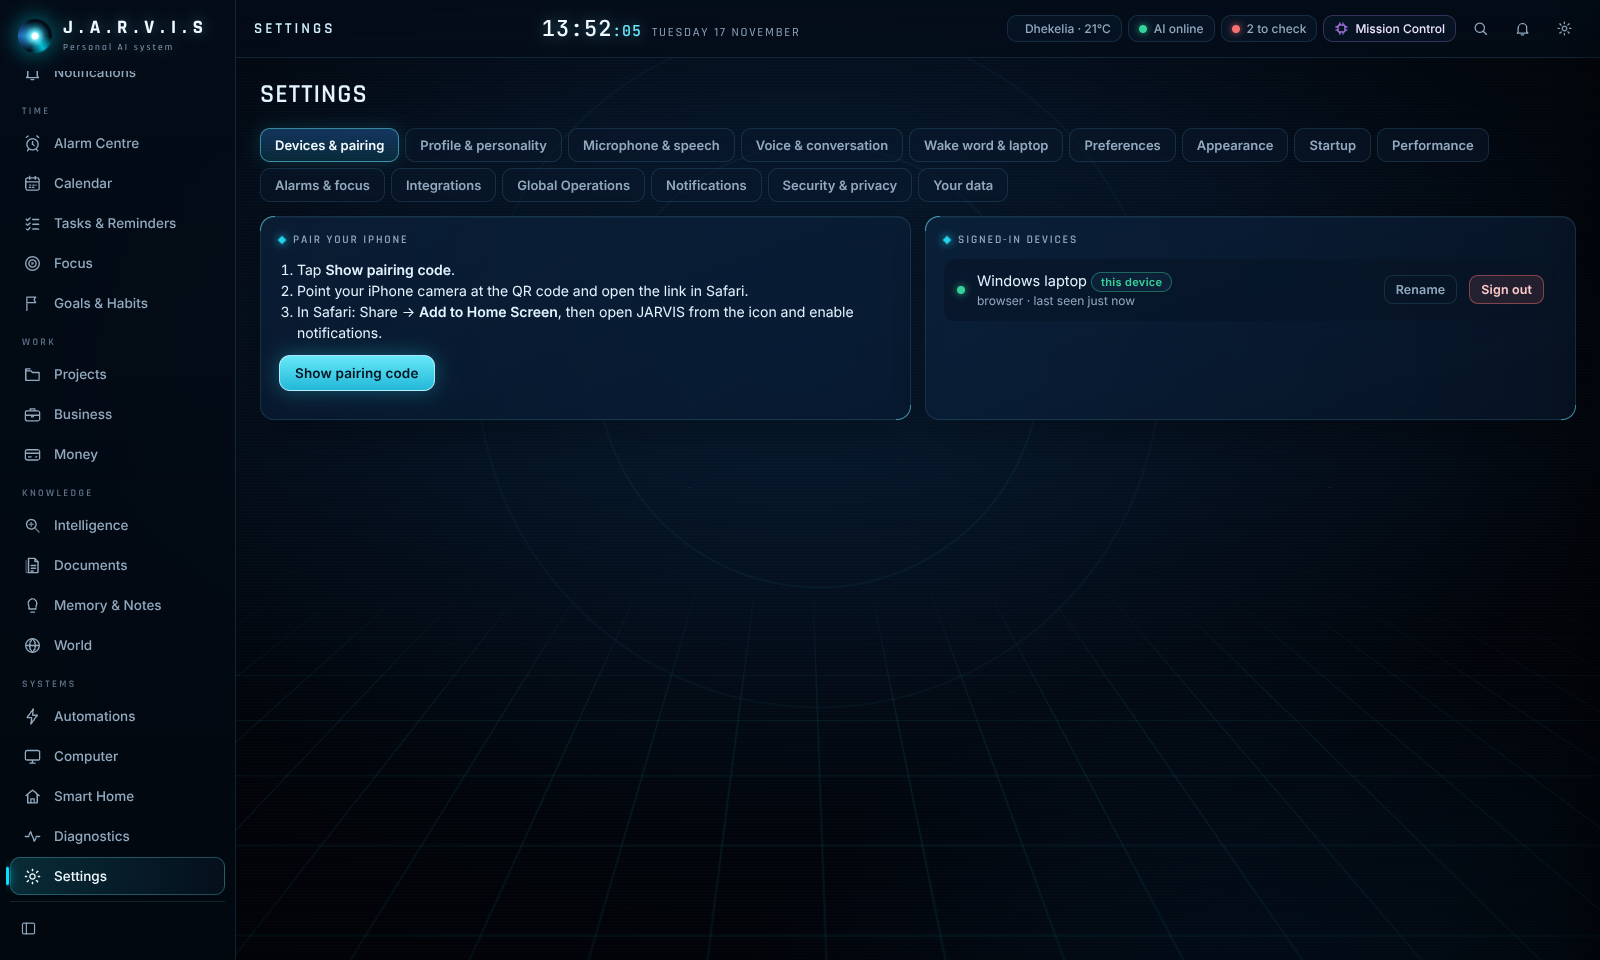 J.A.R.V.I.S
Personal AI system
Notifications
TIME
Alarm Centre
Calendar
Tasks & Reminders
Focus
Goals & Habits
WORK
Projects
Business
Money
KNOWLEDGE
Intelligence
Documents
Memory & Notes
World
SYSTEMS
Automations
Computer
Smart Home
Diagnostics
Settings
SETTINGS
13:52:05 TUESDAY 17 NOVEMBER
Dhekelia · 21°C
AI online
2 to check
Mission Control
SETTINGS
Devices & pairing
Profile & personality
Microphone & speech
Voice & conversation
Wake word & laptop
Preferences
Appearance
Startup
Performance
Alarms & focus
Integrations
Global Operations
Notifications
Security & privacy
Your data
PAIR YOUR IPHONE
1. Tap Show pairing code.
2. Point your iPhone camera at the QR code and open the link in Safari.
3. In Safari: Share → Add to Home Screen, then open JARVIS from the icon and enable
notifications.
Show pairing code
SIGNED-IN DEVICES
Windows laptop this device
browser · last seen just now
Rename
Sign out